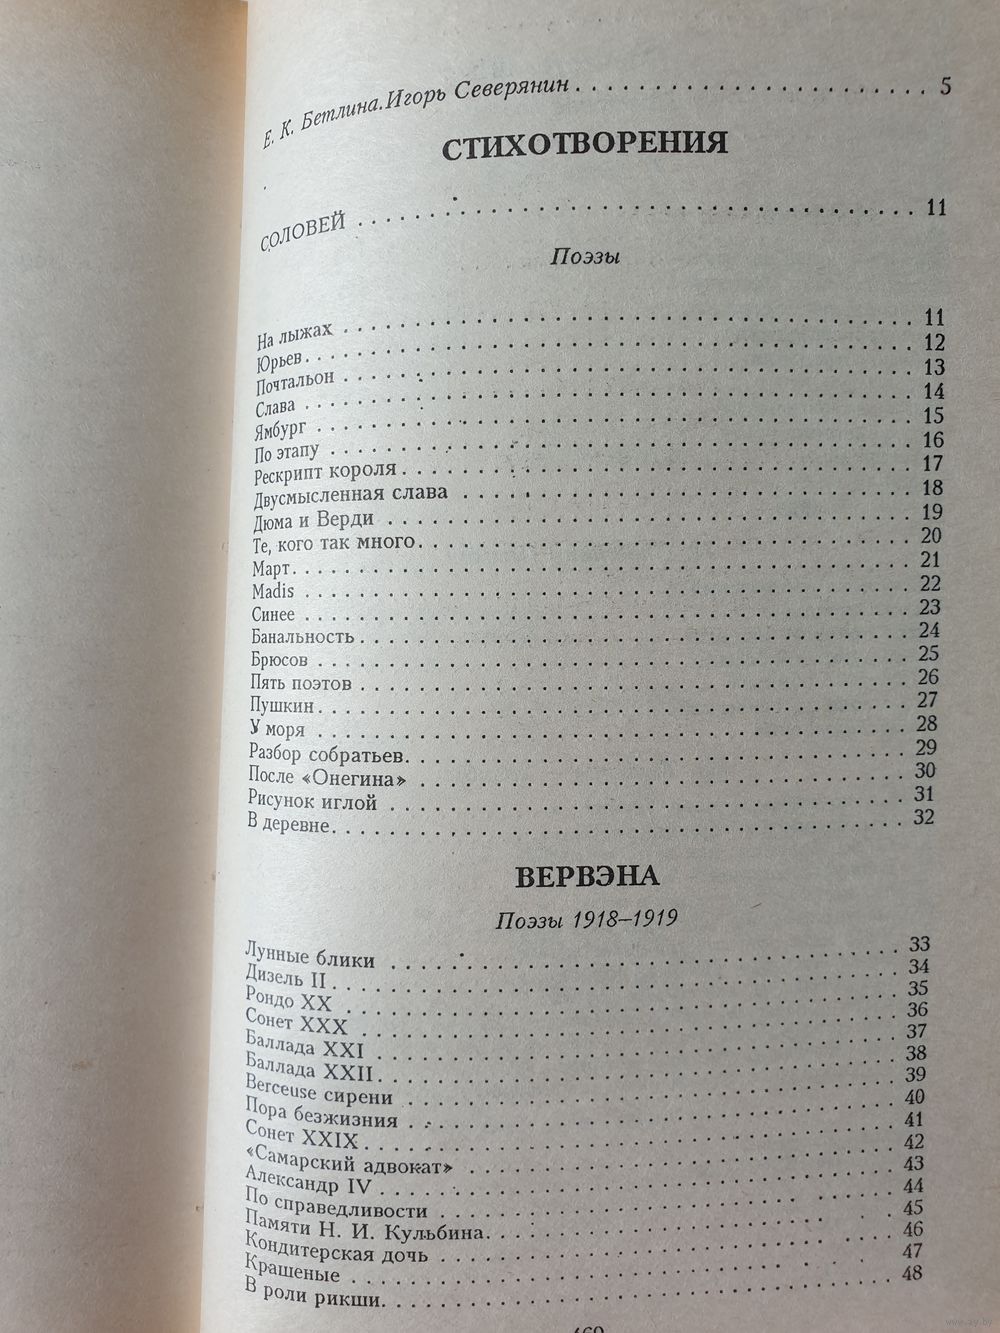 Е. К. Бетлина.Игорь Северянин . . . . . . . . . . . . . . . . . . . . . . . 5
СТИХОТВОРЕНИЯ
СОЛОВЕЙ . . . . . . . . . . . . . . . . . . . . . . . . . . . . . . . . . . . . . . 11
Поэзы
На лыжах . . . . . . . . . . . . . . . . . . . . . . . . . . . . . . . . . . . . . . 11
Юрьев . . . . . . . . . . . . . . . . . . . . . . . . . . . . . . . . . . . . . . 12
Почтальон . . . . . . . . . . . . . . . . . . . . . . . . . . . . . . . . . . . . . . 13
Слава . . . . . . . . . . . . . . . . . . . . . . . . . . . . . . . . . . . . . . 14
Ямбург . . . . . . . . . . . . . . . . . . . . . . . . . . . . . . . . . . . . . . 15
По этапу . . . . . . . . . . . . . . . . . . . . . . . . . . . . . . . . . . . . . . 16
Рескрипт короля . . . . . . . . . . . . . . . . . . . . . . . . . . . . . . . . . 17
Двусмысленная слава . . . . . . . . . . . . . . . . . . . . . . . . . . . . . 18
Дюма и Верди . . . . . . . . . . . . . . . . . . . . . . . . . . . . . . . . . 19
Те, кого так много . . . . . . . . . . . . . . . . . . . . . . . . . . . . . . . 20
Март . . . . . . . . . . . . . . . . . . . . . . . . . . . . . . . . . . . . . . 21
Madis . . . . . . . . . . . . . . . . . . . . . . . . . . . . . . . . . . . . . . 22
Синее . . . . . . . . . . . . . . . . . . . . . . . . . . . . . . . . . . . . . . 23
Банальность . . . . . . . . . . . . . . . . . . . . . . . . . . . . . . . . . . 24
Брюсов . . . . . . . . . . . . . . . . . . . . . . . . . . . . . . . . . . . . . . 25
Пять поэтов . . . . . . . . . . . . . . . . . . . . . . . . . . . . . . . . . . 26
Пушкин . . . . . . . . . . . . . . . . . . . . . . . . . . . . . . . . . . . . . . 27
У моря . . . . . . . . . . . . . . . . . . . . . . . . . . . . . . . . . . . . . . 28
Разбор собратьев . . . . . . . . . . . . . . . . . . . . . . . . . . . . . . . 29
После «Онегина» . . . . . . . . . . . . . . . . . . . . . . . . . . . . . . . 30
Рисунок иглой . . . . . . . . . . . . . . . . . . . . . . . . . . . . . . . . . 31
В деревне . . . . . . . . . . . . . . . . . . . . . . . . . . . . . . . . . . . 32
ВЕРВЭНА
Поэзы 1918–1919
Лунные блики . . . . . . . . . . . . . . . . . . . . . . . . . . . . . . . . 33
Дизель II . . . . . . . . . . . . . . . . . . . . . . . . . . . . . . . . . . . 34
Рондо XX . . . . . . . . . . . . . . . . . . . . . . . . . . . . . . . . . . . 35
Сонет XXX . . . . . . . . . . . . . . . . . . . . . . . . . . . . . . . . . . 36
Баллада XXI . . . . . . . . . . . . . . . . . . . . . . . . . . . . . . . . . 37
Баллада XXII . . . . . . . . . . . . . . . . . . . . . . . . . . . . . . . . . 38
Berceuse сирени . . . . . . . . . . . . . . . . . . . . . . . . . . . . . . . 39
Пора безжизния . . . . . . . . . . . . . . . . . . . . . . . . . . . . . . . 40
Сонет XXIX . . . . . . . . . . . . . . . . . . . . . . . . . . . . . . . . . 41
«Самарский адвокат» . . . . . . . . . . . . . . . . . . . . . . . . . . . 42
Александр IV . . . . . . . . . . . . . . . . . . . . . . . . . . . . . . . . 43
По справедливости . . . . . . . . . . . . . . . . . . . . . . . . . . . . 44
Памяти Н. И. Кульбина . . . . . . . . . . . . . . . . . . . . . . . . . 45
Кондитерская дочь . . . . . . . . . . . . . . . . . . . . . . . . . . . . 46
Крашеные . . . . . . . . . . . . . . . . . . . . . . . . . . . . . . . . . . 47
В роли рикши . . . . . . . . . . . . . . . . . . . . . . . . . . . . . . . . 48
469
www.ay.by